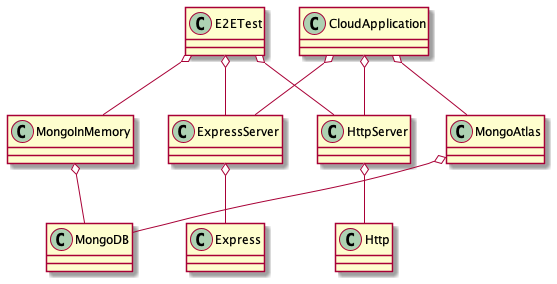 C E2ETest
C CloudApplication
C MongoInMemory
C ExpressServer
C HttpServer
C MongoAtlas
C MongoDB
C Express
C Http